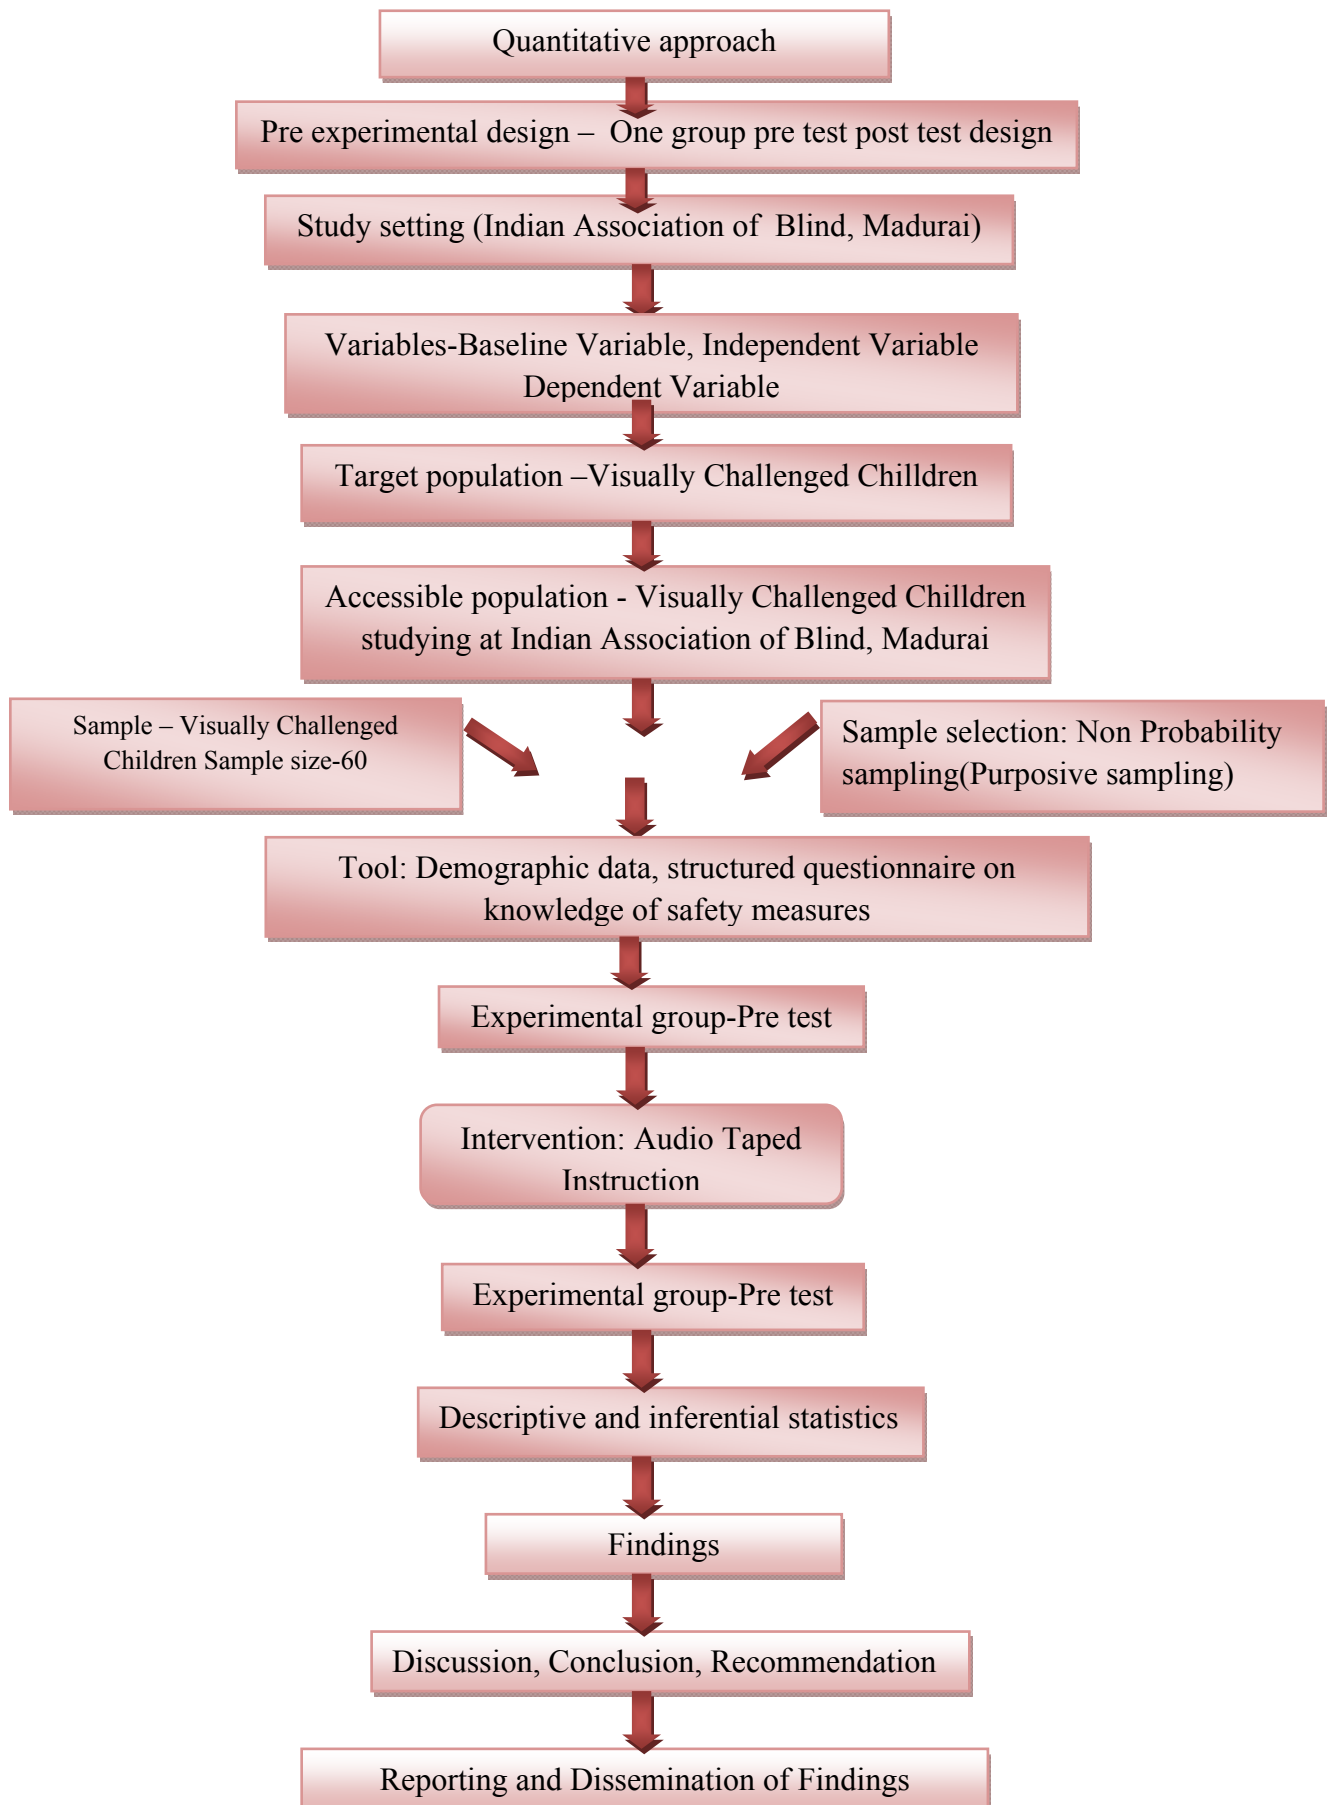 Quantitative approach
Pre experimental design –  One group pre test post test design
Study setting (Indian Association of  Blind, Madurai)
Variables-Baseline Variable, Independent Variable
Dependent Variable
Target population –Visually Challenged Chilldren
Accessible population - Visually Challenged Chilldren
studying at Indian Association of Blind, Madurai
Sample – Visually Challenged
Children Sample size-60
Sample selection: Non Probability
sampling(Purposive sampling)
Tool: Demographic data, structured questionnaire on
knowledge of safety measures
Experimental group-Pre test
Intervention: Audio Taped
Instruction
Experimental group-Pre test
Descriptive and inferential statistics
Findings
Discussion, Conclusion, Recommendation
Reporting and Dissemination of Findings